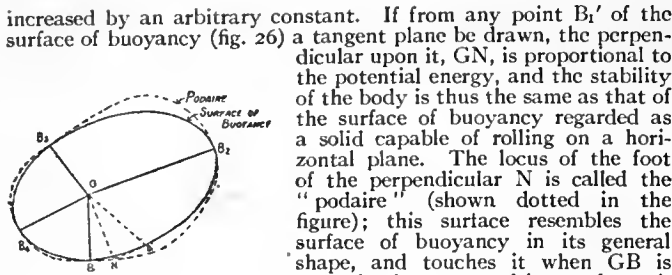 increased by an arbitrary constant. If from any point B₁′ of the
surface of buoyancy (fig. 26) a tangent plane be drawn, the perpen-
dicular upon it, GN, is proportional to
the potential energy, and the stability
of the body is thus the same as that of
the surface of buoyancy regarded as
a solid capable of rolling on a hori-
zontal plane. The locus of the foot
of the perpendicular N is called the
"podaire" (shown dotted in the
figure); this surface resembles the
surface of buoyancy in its general
shape, and touches it when GB is
PODAIRE
SURFACE OF
BUOYANCY
B₃
B₂
G
B₄
B
N